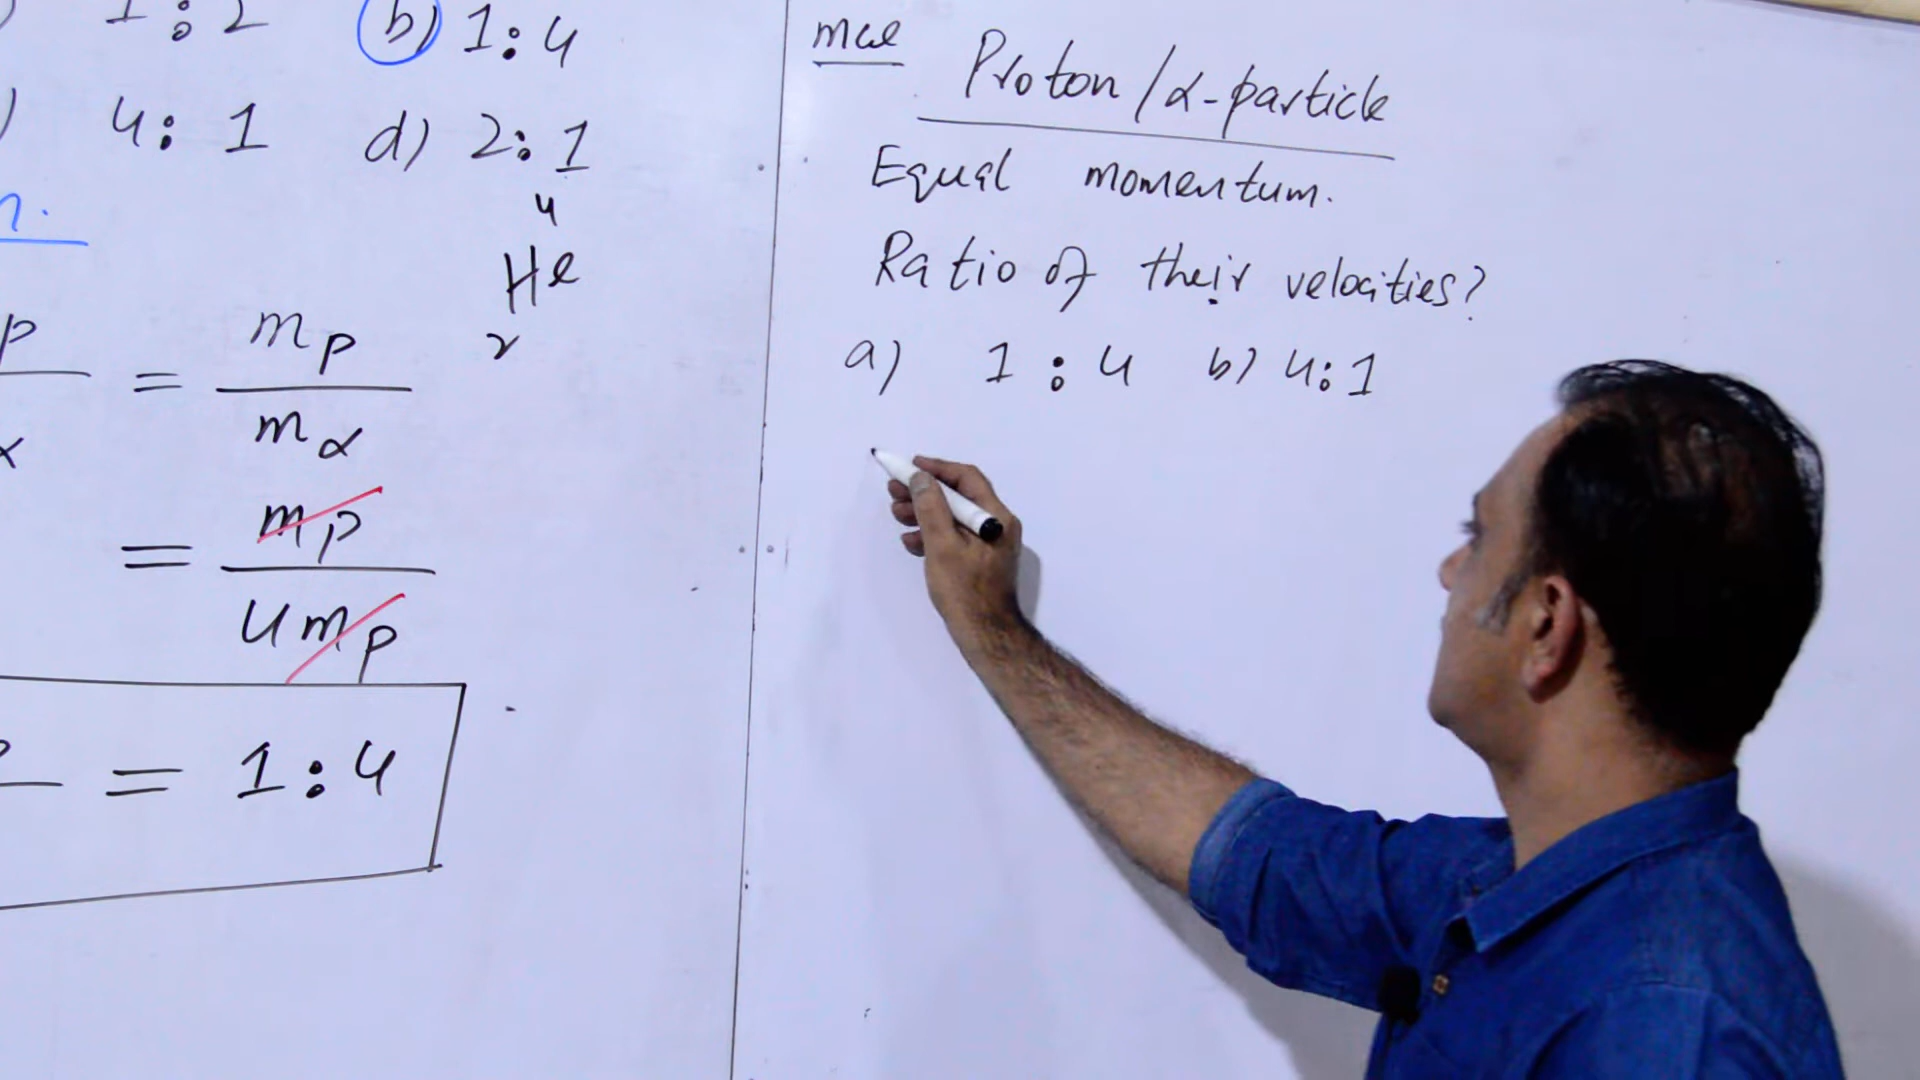 1:2 b) 1:4
) 4:1 d) 2:1
n.
4
He
2
p = mp
α mα
= mp
4mp
p = 1:4
mcq
Proton/α-particle
Equal momentum.
Ratio of their velocities?
a) 1:4 b) 4:1